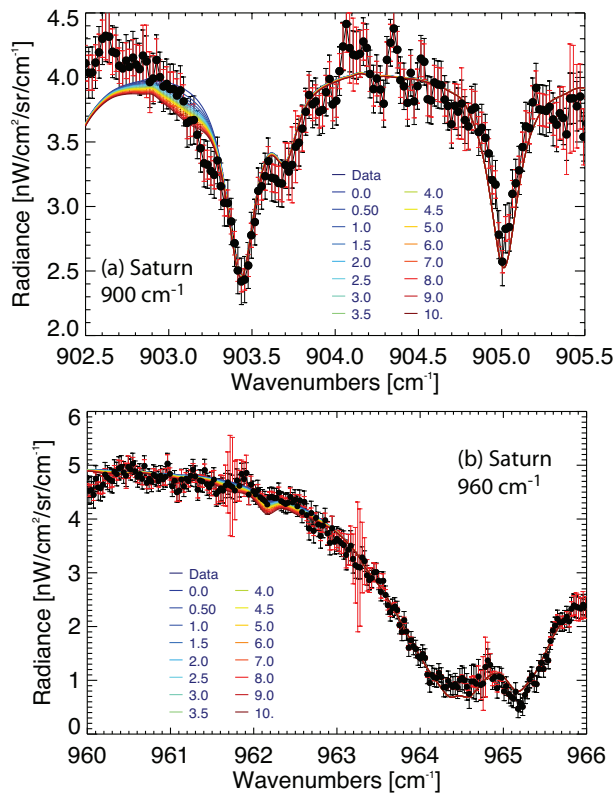 4.5
4.0
3.5
3.0
2.5
2.0
Radiance [nW/cm²/sr/cm⁻¹]
(a) Saturn
900 cm⁻¹
Data
0.0 4.0
0.50 4.5
1.0 5.0
1.5 6.0
2.0 7.0
2.5 8.0
3.0 9.0
3.5 10.
902.5 903.0 903.5 904.0 904.5 905.0 905.5
Wavenumbers [cm⁻¹]
6
5
4
3
2
1
0
Radiance [nW/cm²/sr/cm⁻¹]
(b) Saturn
960 cm⁻¹
Data
0.0 4.0
0.50 4.5
1.0 5.0
1.5 6.0
2.0 7.0
2.5 8.0
3.0 9.0
3.5 10.
960 961 962 963 964 965 966
Wavenumbers [cm⁻¹]